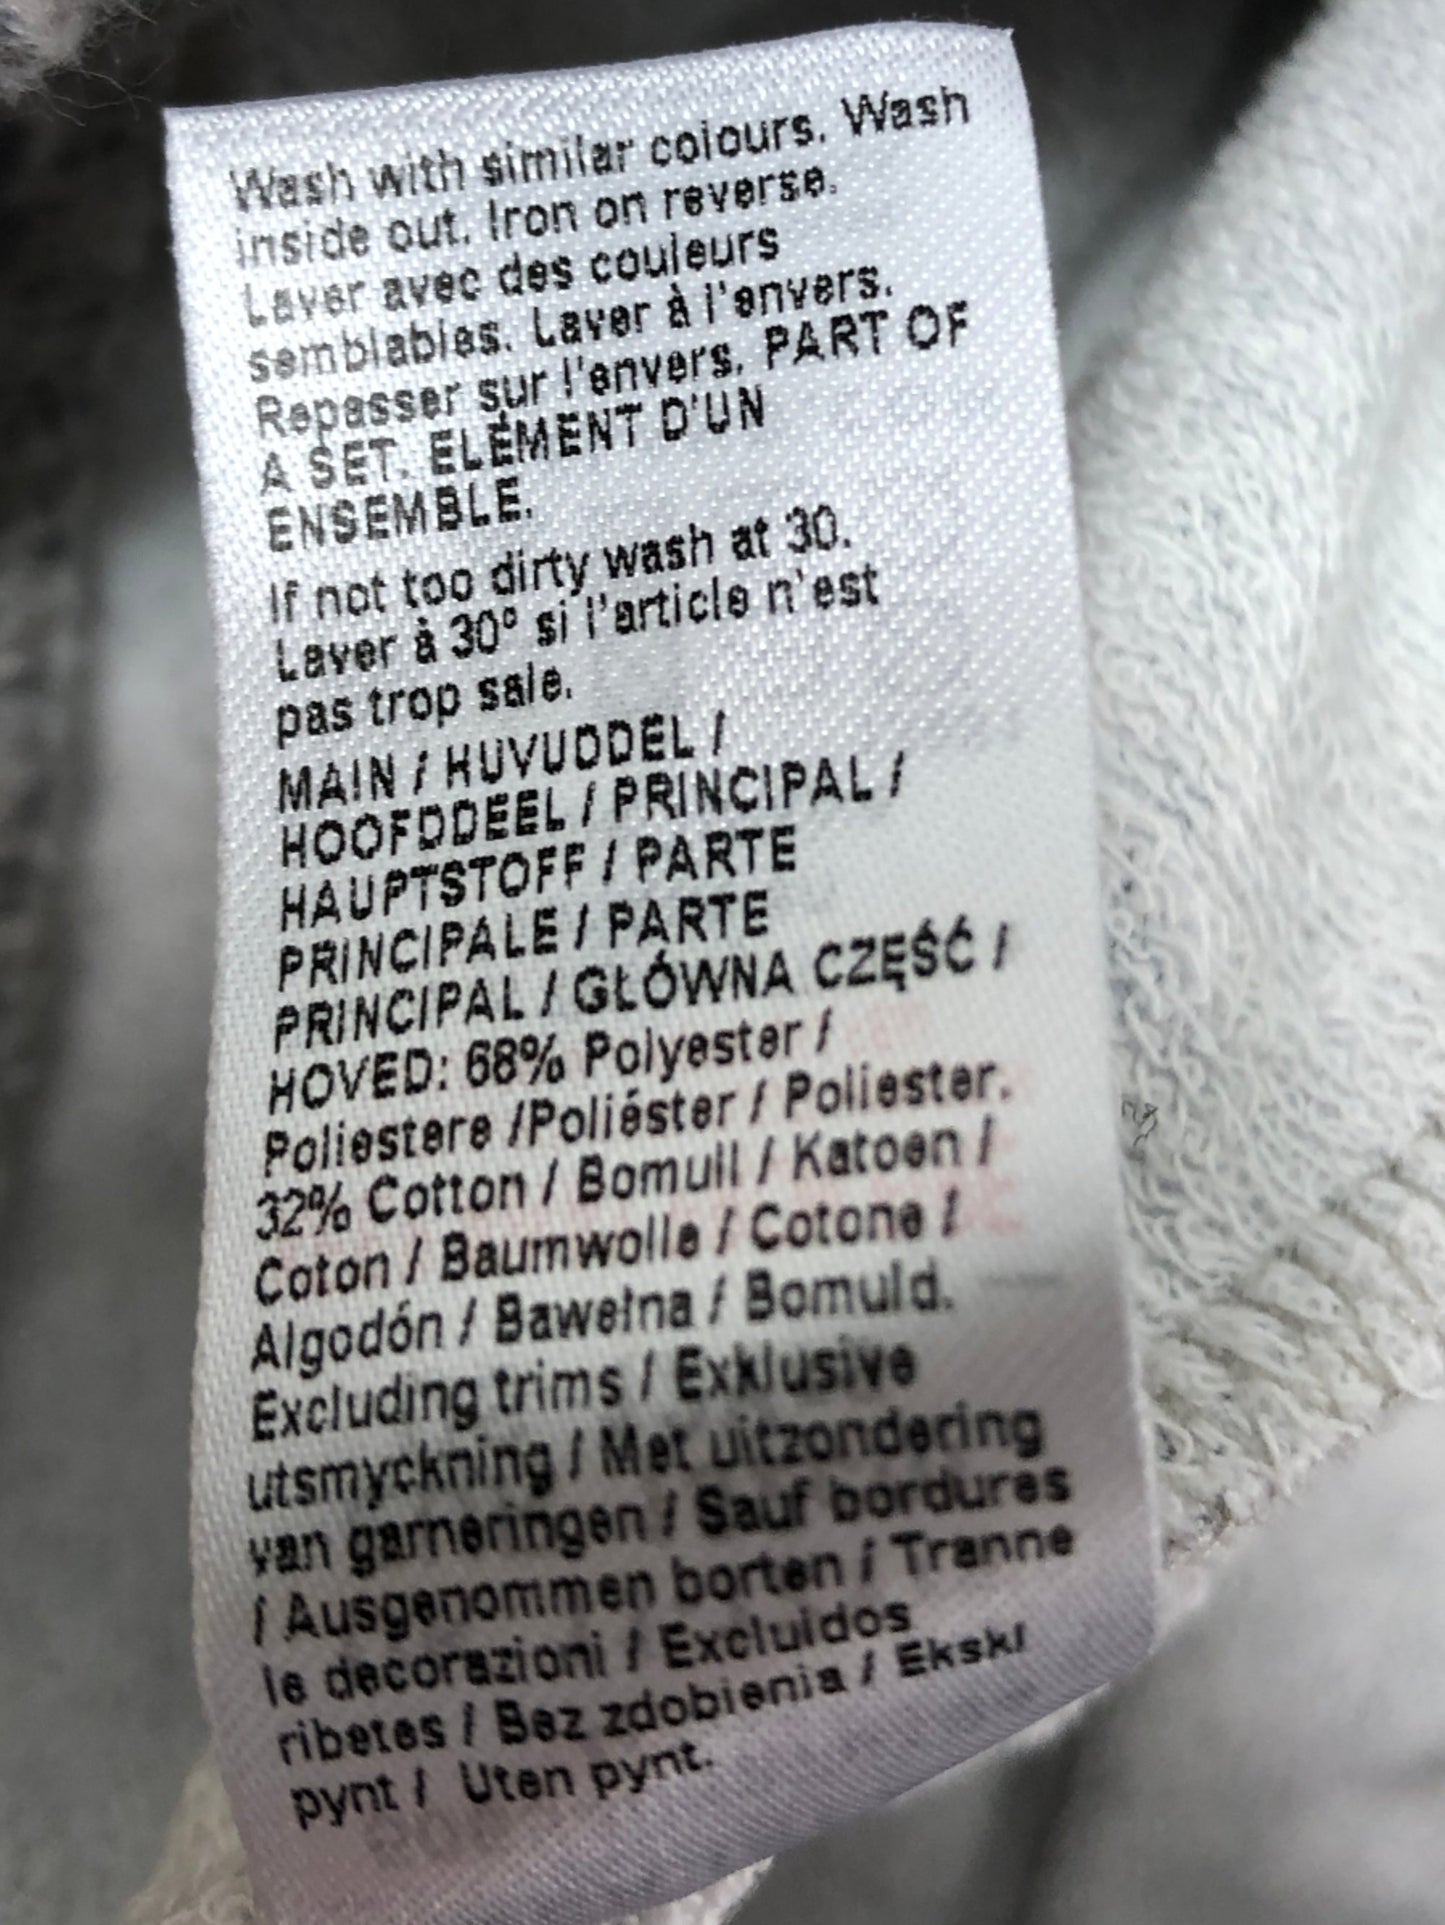 Wash with similar colours. Wash
inside out. Iron on reverse.
Laver avec des couleurs
semblables. Laver à l'envers.
Repasser sur l'envers. PART OF
A SET. ELÉMENT D'UN
ENSEMBLE.
If not too dirty wash at 30.
Laver à 30° si l'article n'est
pas trop sale.
MAIN / HUVUDDEL /
HOOFDDEEL / PRINCIPAL /
HAUPTSTOFF / PARTE
PRINCIPALE / PARTE
PRINCIPAL / GŁÓWNA CZĘŚĆ /
HOVED: 68% Polyester /
Poliestere /Poliéster / Poliester.
32% Cotton / Bomull / Katoen /
Coton / Baumwolle / Cotone /
Algodón / Bawełna / Bomuld.
Excluding trims / Exklusive
utsmyckning / Met uitzondering
van garneringen / Sauf bordures
/ Ausgenommen borten / Tranne
le decorazioni / Excluidos
ribetes / Bez zdobienia / Ekskl
pynt / Uten pynt.